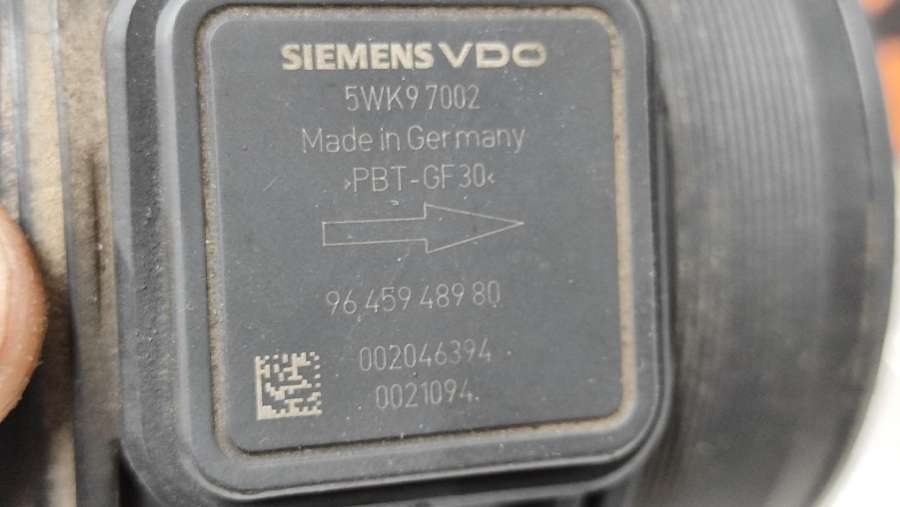 SIEMENS VDO
5WK9 7002
Made in Germany
>PBT-GF30<
96 459 489 80
002046394
0021094